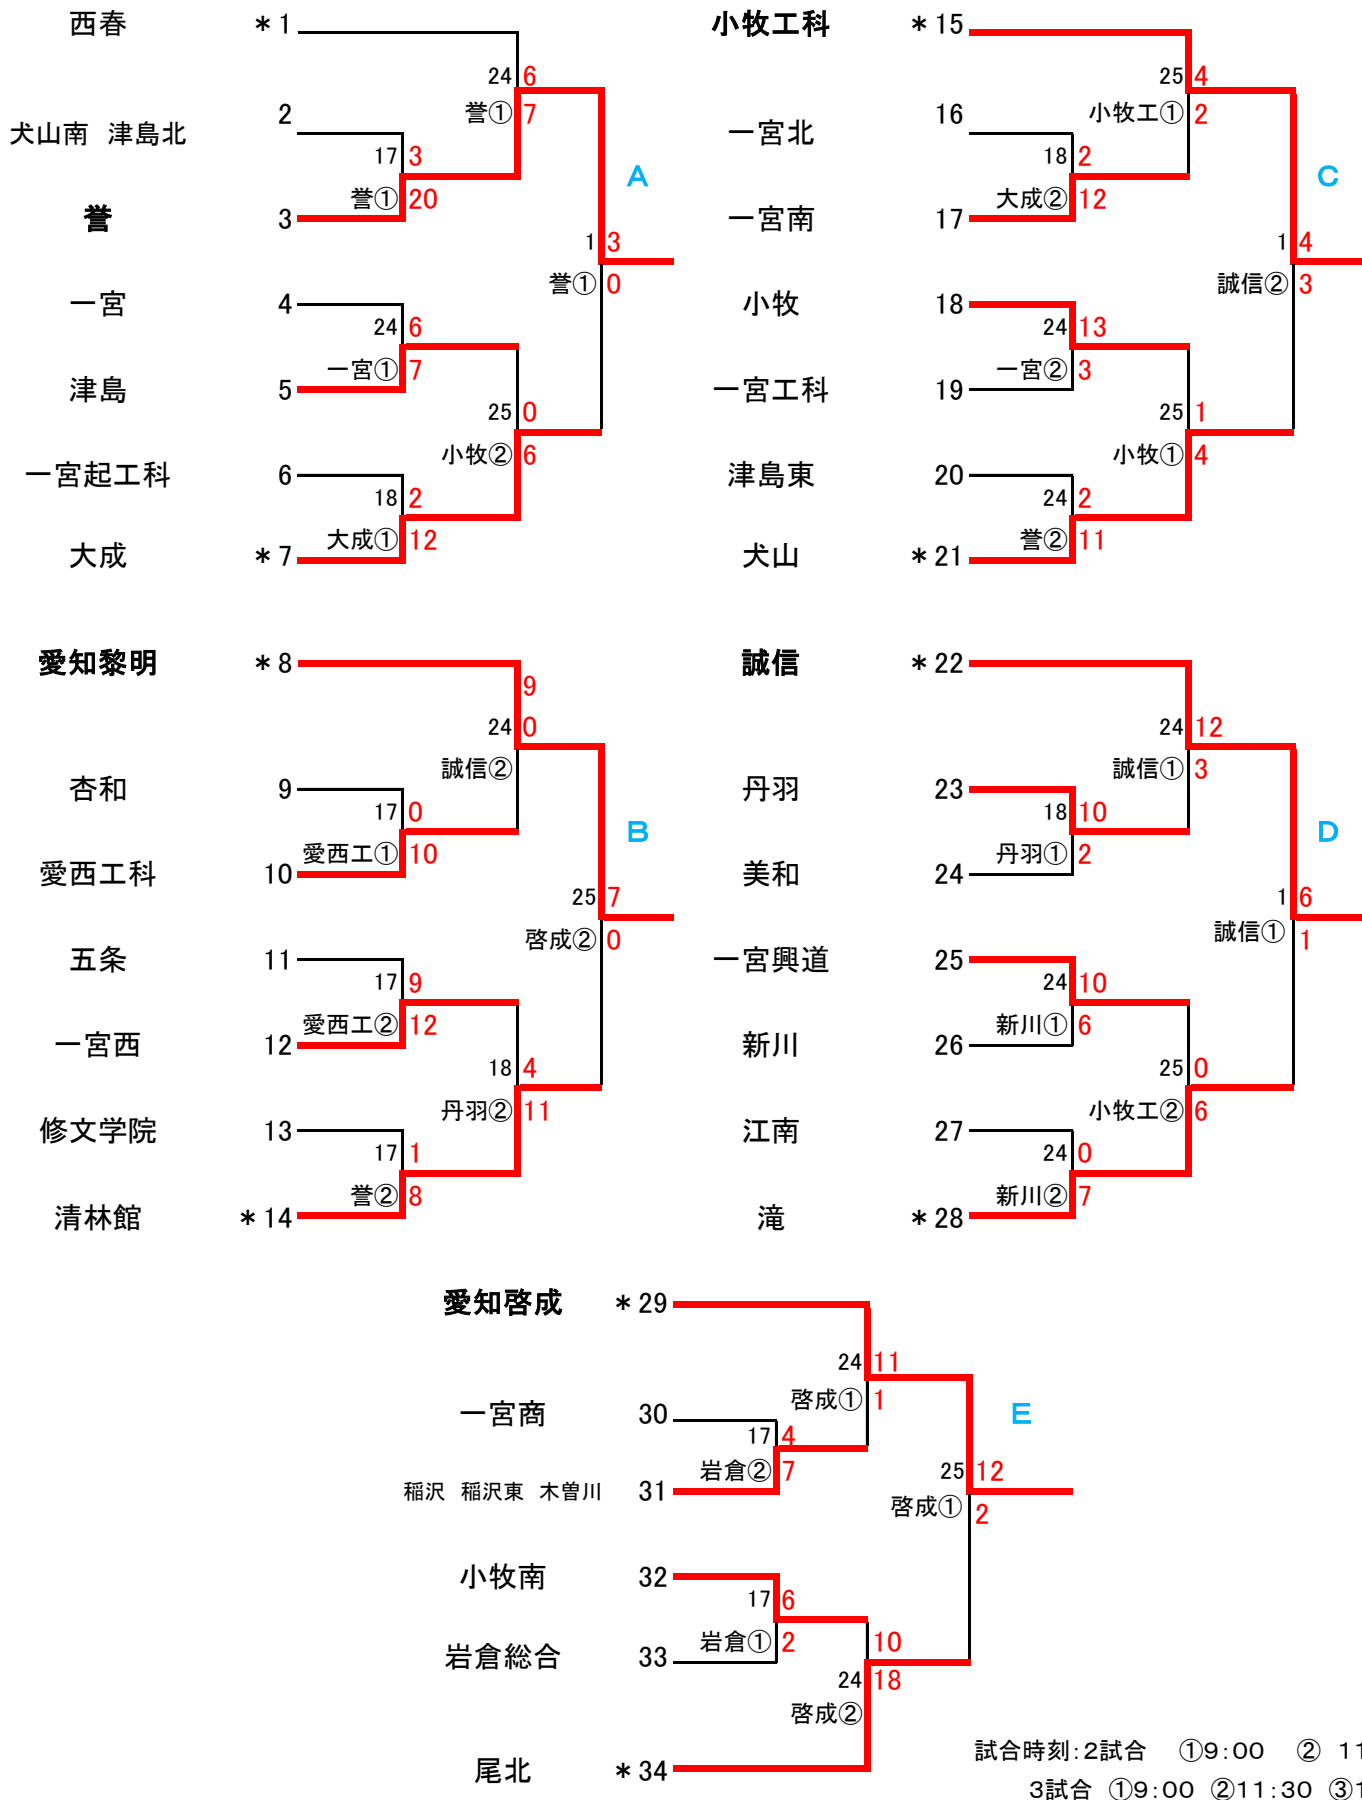 西春 ＊1
24 6
誉① 7
犬山南 津島北 2
17 3
誉① 20
誉 3
A
1 3
誉① 0
一宮 4
24 6
一宮① 7
津島 5
25 0
小牧② 6
一宮起工科 6
18 2
大成① 12
大成 ＊7
小牧工科 ＊15
25 4
小牧工① 2
一宮北 16
18 2
大成② 12
一宮南 17
C
1 4
誠信② 3
小牧 18
24 13
一宮② 3
一宮工科 19
25 1
小牧① 4
津島東 20
24 2
誉② 11
犬山 ＊21
愛知黎明 ＊8
9
24 0
誠信②
杏和 9
17 0
愛西工① 10
愛西工科 10
B
25 7
啓成② 0
五条 11
17 9
愛西工② 12
一宮西 12
18 4
丹羽② 11
修文学院 13
17 1
誉② 8
清林館 ＊14
誠信 ＊22
24 12
誠信① 3
丹羽 23
18 10
丹羽① 2
美和 24
D
1 6
誠信① 1
一宮興道 25
24 10
新川① 6
新川 26
25 0
小牧工② 6
江南 27
24 0
新川② 7
滝 ＊28
愛知啓成 ＊29
24 11
啓成① 1
一宮商 30
17 4
岩倉② 7
稲沢 稲沢東 木曽川 31
E
25 12
啓成① 2
小牧南 32
17 6
岩倉① 2
岩倉総合 33
10
24 18
啓成②
尾北 ＊34
試合時刻：2試合 ①9：00 ② 11
3試合 ①9：00 ②11：30 ③1